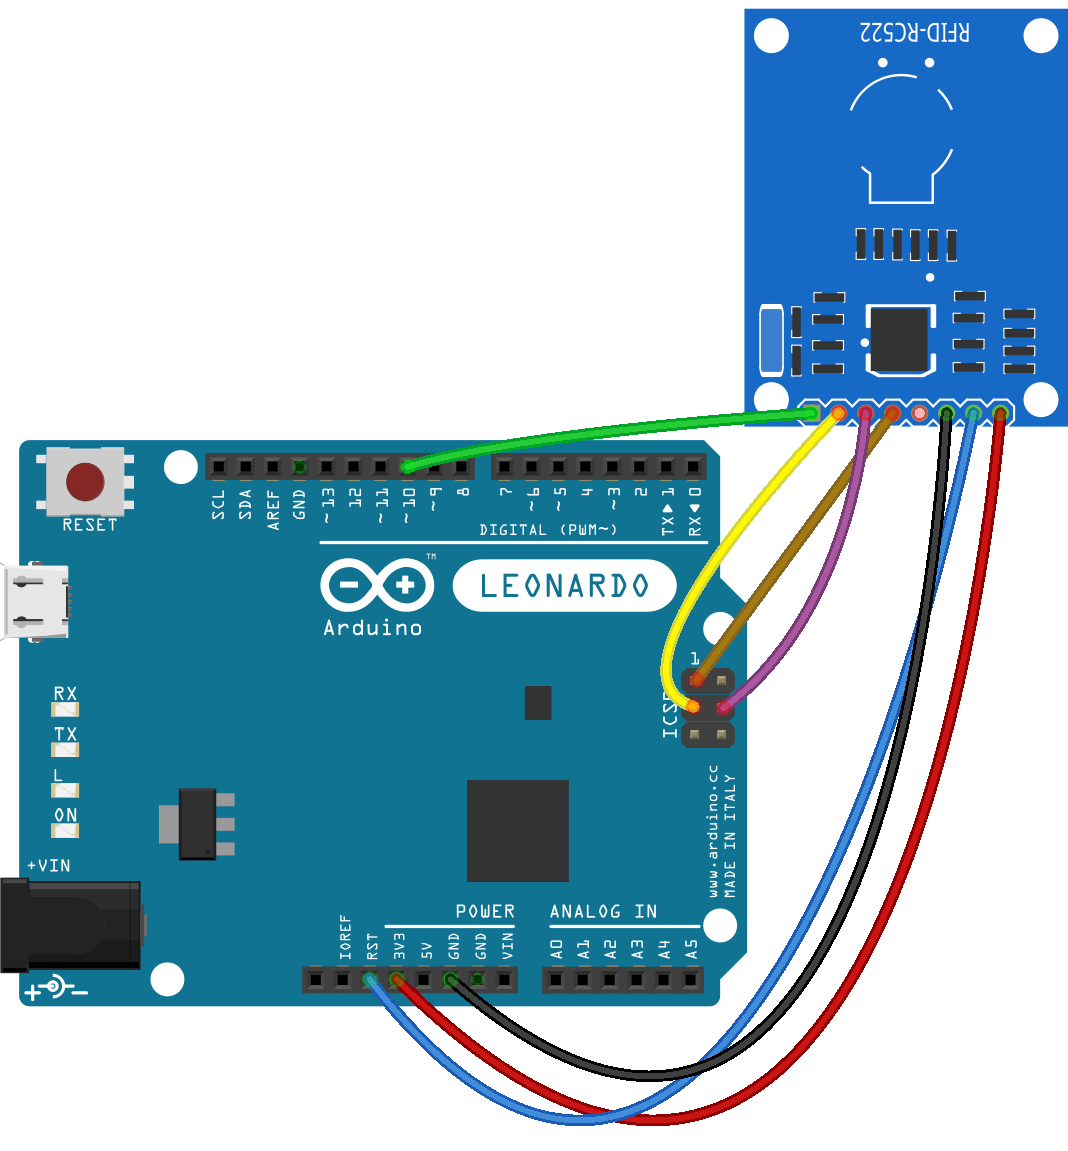 RFID-RC522
SCL
SDA
AREF
GND
~13
12
~11
~10
~9
8
7
~6
~5
4
~3
2
TX▶1
RX◀0
RESET
DIGITAL (PWM~)
TM
LEONARDO
Arduino
1
ICSP
RX
TX
L
ON
+VIN
www.arduino.cc
MADE IN ITALY
POWER
ANALOG IN
IOREF
RST
3V3
5V
GND
GND
VIN
A0
A1
A2
A3
A4
A5
+ −